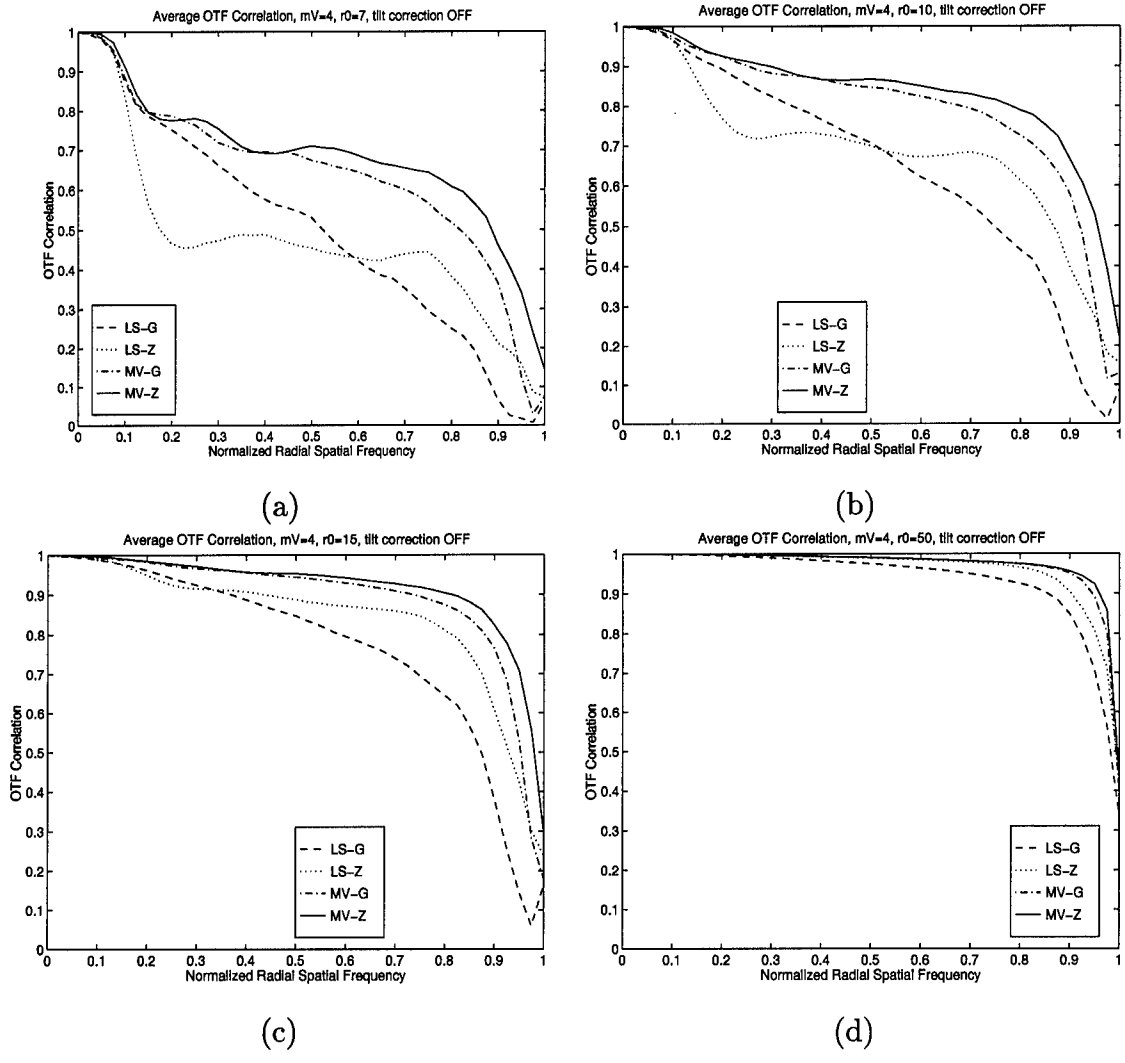 Average OTF Correlation, mV=4, r0=7, tilt correction OFF
1
0.9
0.8
0.7
0.6
0.5
0.4
0.3
0.2
0.1
0
OTF Correlation
LS-G
LS-Z
MV-G
MV-Z
0 0.1 0.2 0.3 0.4 0.5 0.6 0.7 0.8 0.9 1
Normalized Radial Spatial Frequency
(a)
Average OTF Correlation, mV=4, r0=10, tilt correction OFF
1
0.9
0.8
0.7
0.6
0.5
0.4
0.3
0.2
0.1
0
OTF Correlation
LS-G
LS-Z
MV-G
MV-Z
0 0.1 0.2 0.3 0.4 0.5 0.6 0.7 0.8 0.9 1
Normalized Radial Spatial Frequency
(b)
Average OTF Correlation, mV=4, r0=15, tilt correction OFF
1
0.9
0.8
0.7
0.6
0.5
0.4
0.3
0.2
0.1
0
OTF Correlation
LS-G
LS-Z
MV-G
MV-Z
0 0.1 0.2 0.3 0.4 0.5 0.6 0.7 0.8 0.9 1
Normalized Radial Spatial Frequency
(c)
Average OTF Correlation, mV=4, r0=50, tilt correction OFF
1
0.9
0.8
0.7
0.6
0.5
0.4
0.3
0.2
0.1
0
OTF Correlation
LS-G
LS-Z
MV-G
MV-Z
0 0.1 0.2 0.3 0.4 0.5 0.6 0.7 0.8 0.9 1
Normalized Radial Spatial Frequency
(d)